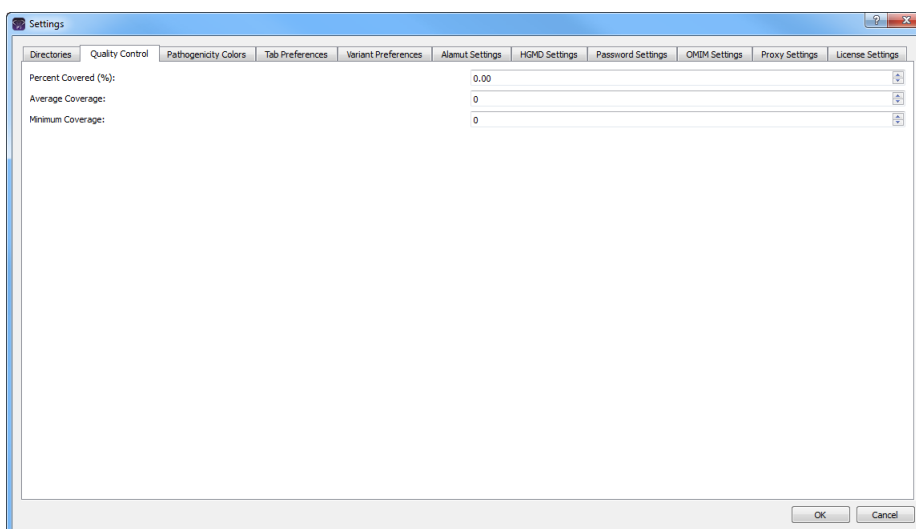 Settings
Directories Quality Control Pathogenicity Colors Tab Preferences Variant Preferences Alamut Settings HGMD Settings Password Settings OMIM Settings Proxy Settings License Settings
Percent Covered (%): 0.00
Average Coverage: 0
Minimum Coverage: 0
OK Cancel